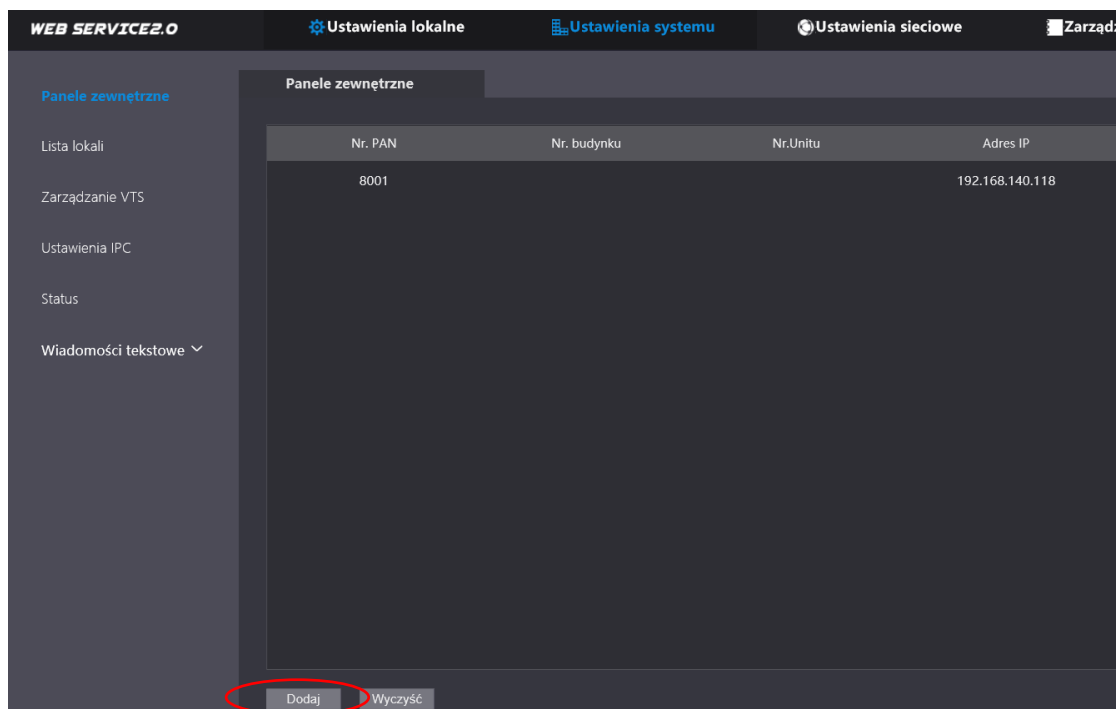 WEB SERVICE2.0 Ustawienia lokalne Ustawienia systemu Ustawienia sieciowe
Panele zewnętrzne
Panele zewnętrzne
Lista lokali
Zarządzanie VTS
Ustawienia IPC
Status
Wiadomości tekstowe
Nr. PAN Nr. budynku Nr.Unitu Adres IP
8001 192.168.140.118
Dodaj Wyczyść